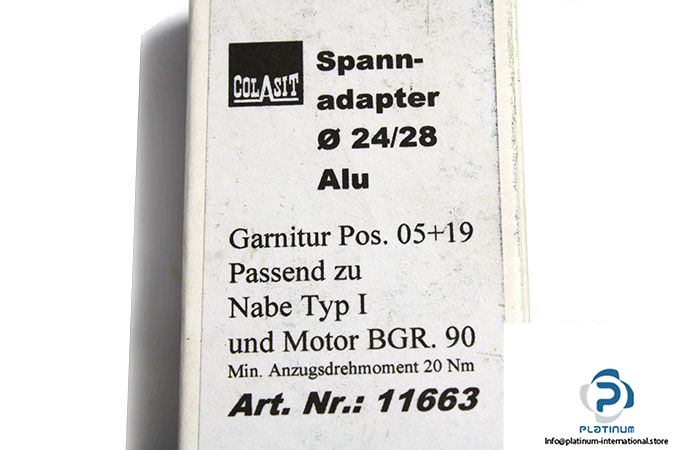 COLASIT
Spann-
adapter
Ø 24/28
Alu
Garnitur Pos. 05+19
Passend zu
Nabe Typ I
und Motor BGR. 90
Min. Anzugsdrehmoment 20 Nm
Art. Nr.: 11663
PLATINUM
Info@platinum-international.store